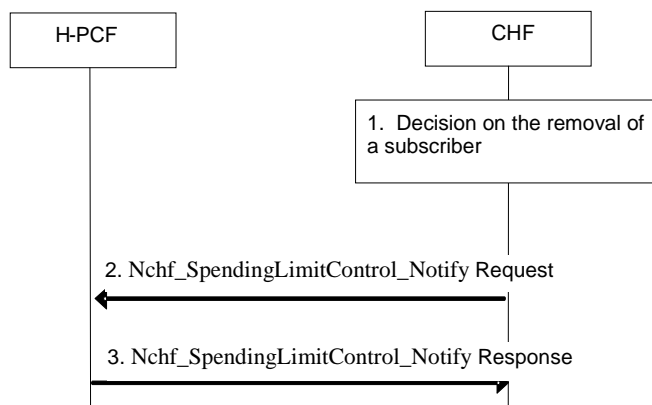 H-PCF
CHF
1. Decision on the removal of
a subscriber
2. Nchf_SpendingLimitControl_Notify Request
3. Nchf_SpendingLimitControl_Notify Response